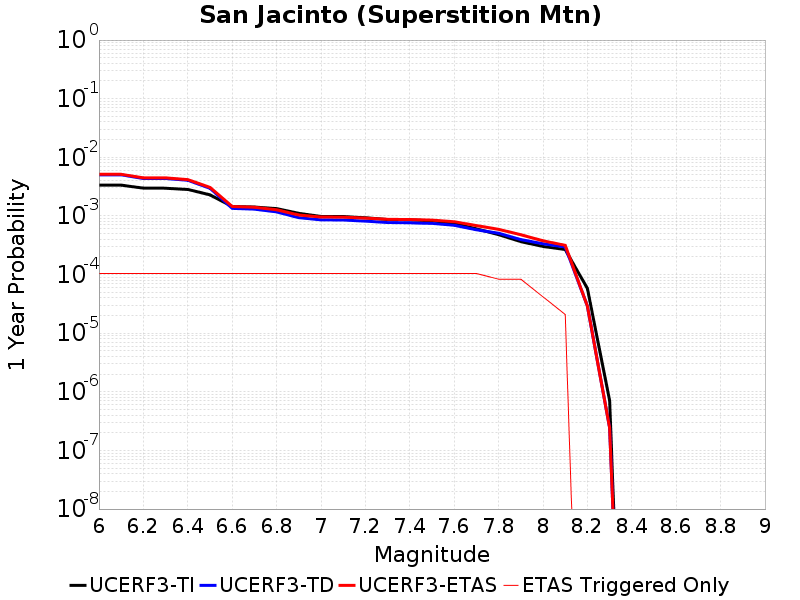 San Jacinto (Superstition Mtn)
1 Year Probability
10^0
10^-1
10^-2
10^-3
10^-4
10^-5
10^-6
10^-7
10^-8
6 6.2 6.4 6.6 6.8 7 7.2 7.4 7.6 7.8 8 8.2 8.4 8.6 8.8 9
Magnitude
UCERF3-TI UCERF3-TD UCERF3-ETAS ETAS Triggered Only